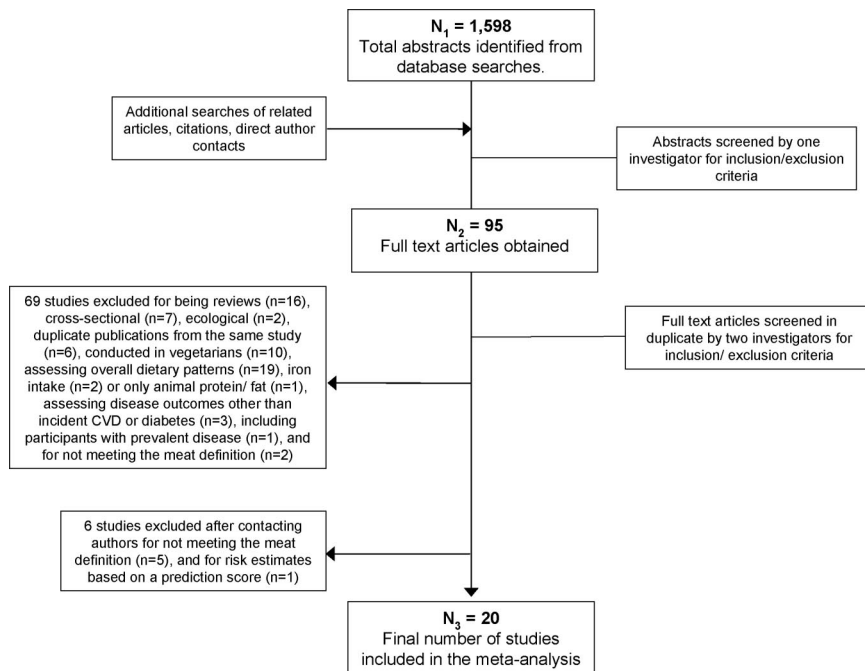 N1 = 1,598
Total abstracts identified from
database searches.
Additional searches of related
articles, citations, direct author
contacts
Abstracts screened by one
investigator for inclusion/exclusion
criteria
N2 = 95
Full text articles obtained
69 studies excluded for being reviews (n=16),
cross-sectional (n=7), ecological (n=2),
duplicate publications from the same study
(n=6), conducted in vegetarians (n=10),
assessing overall dietary patterns (n=19), iron
intake (n=2) or only animal protein/ fat (n=1),
assessing disease outcomes other than
incident CVD or diabetes (n=3), including
participants with prevalent disease (n=1), and
for not meeting the meat definition (n=2)
Full text articles screened in
duplicate by two investigators for
inclusion/ exclusion criteria
6 studies excluded after contacting
authors for not meeting the meat
definition (n=5), and for risk estimates
based on a prediction score (n=1)
N3 = 20
Final number of studies
included in the meta-analysis